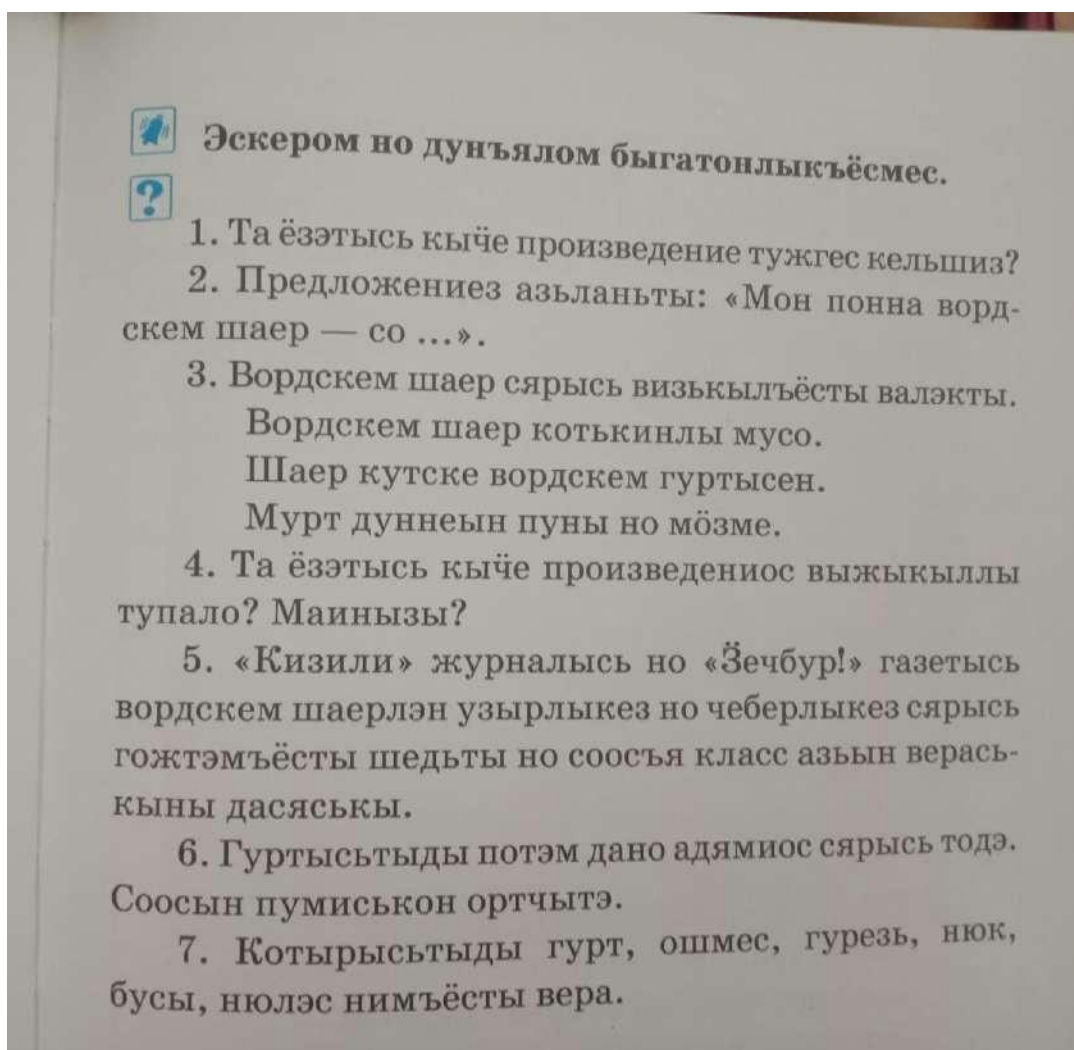 Эскером но дунъялом быгатонлыкъёсмес.
?
1. Та ёзэтысь кыӵе произведение тужгес кельшиз?
2. Предложениез азьланьты: «Мон понна ворд-
скем шаер — со ...».
3. Вордскем шаер сярысь визькылъёсты валэкты.
Вордскем шаер котькинлы мусо.
Шаер кутске вордскем гуртысен.
Мурт дуннеын пуны но мӧзме.
4. Та ёзэтысь кыӵе произведениос выжыкыллы
тупало? Маинызы?
5. «Кизили» журналысь но «Ӟечбур!» газетысь
вордскем шаерлэн узырлыкез но чеберлыкез сярысь
гожтэмъёсты шедьты но соосъя класс азьын верась-
кыны дасяськы.
6. Гуртысьтыды потэм дано адямиос сярысь тодэ.
Соосын пумиськон ортчытэ.
7. Котырысьтыды гурт, ошмес, гурезь, нюк,
бусы, нюлэс нимъёсты вера.